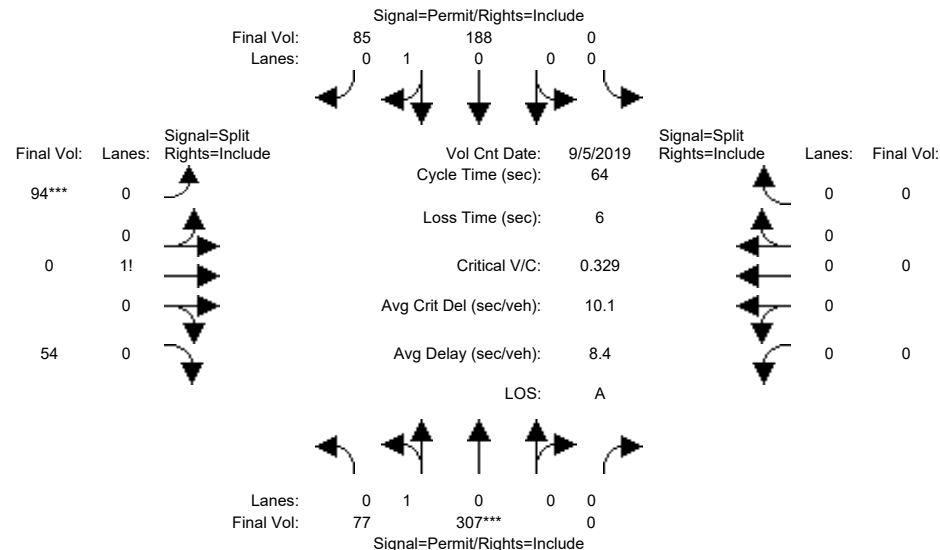 Signal=Permit/Rights=Include
Final Vol: 85 188 0
Lanes: 0 1 0 0 0
Signal=Split
Final Vol: Lanes: Rights=Include
Vol Cnt Date: 9/5/2019
Signal=Split
Rights=Include Lanes: Final Vol:
Cycle Time (sec): 64
94*** 0
0 0
Loss Time (sec): 6
0
0
0 1!
Critical V/C: 0.329
0 0
0
Avg Crit Del (sec/veh): 10.1
0
54 0
Avg Delay (sec/veh): 8.4
0 0
LOS: A
Lanes: 0 1 0 0 0
Final Vol: 77 307*** 0
Signal=Permit/Rights=Include